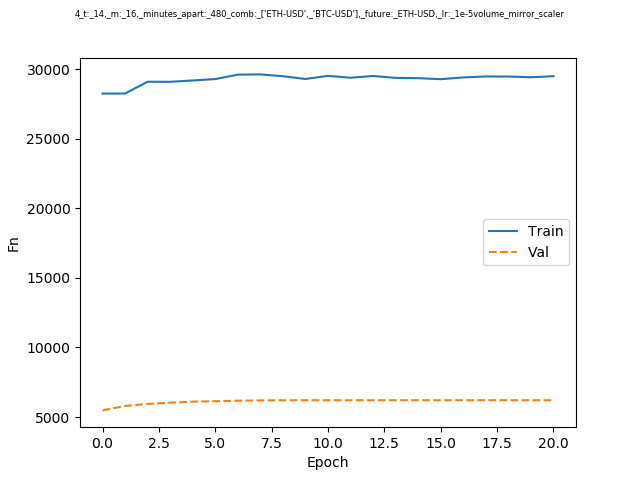 4_t:_14,_m:_16,_minutes_apart:_480_comb:_['ETH-USD',_'BTC-USD'],_future:_ETH-USD,_lr:_1e-5volume_mirror_scaler
30000
25000
20000
15000
10000
5000
Fn
Train
Val
0.0 2.5 5.0 7.5 10.0 12.5 15.0 17.5 20.0
Epoch